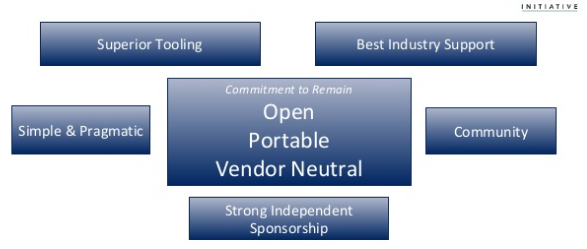 INITIATIVE
Superior Tooling
Best Industry Support
Commitment to Remain
Open
Portable
Vendor Neutral
Simple & Pragmatic
Community
Strong Independent
Sponsorship